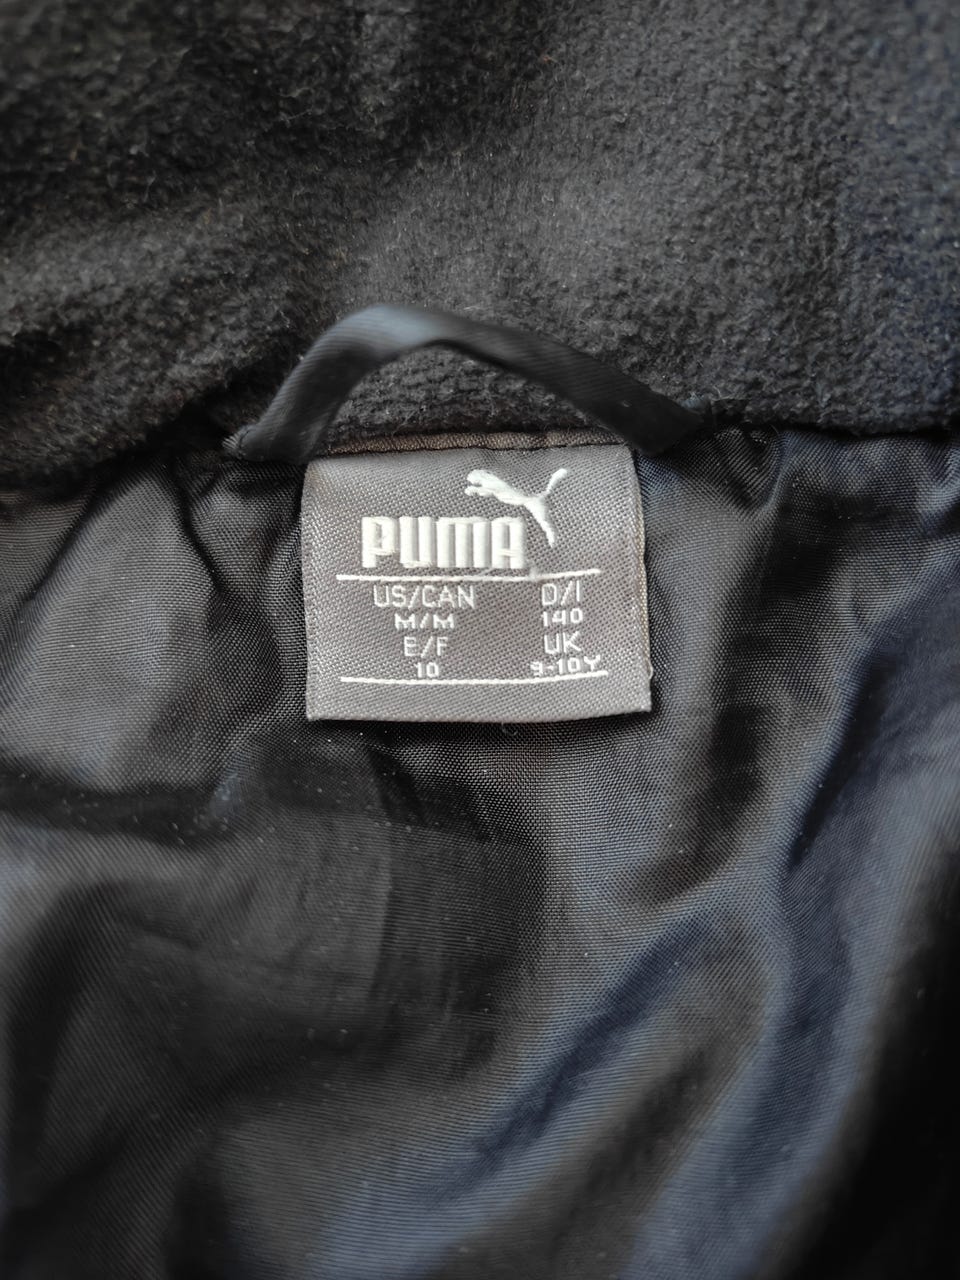 PUMA
US/CAN D/I
M/M 140
E/F UK
10 9-10Y